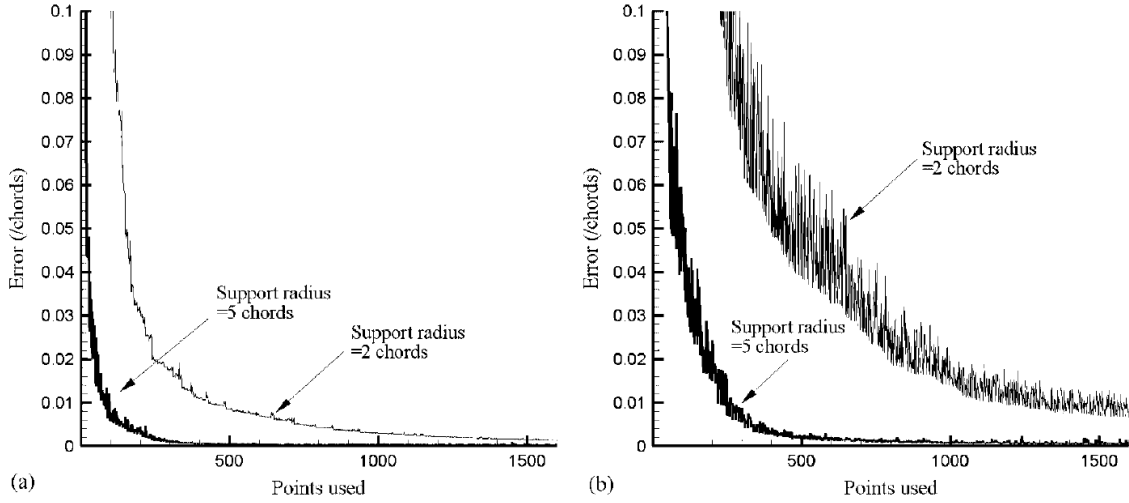 0.1
0.09
0.08
0.07
0.06
0.05
0.04
0.03
0.02
0.01
0
Error (/chords)
Support radius
=5 chords
Support radius
=2 chords
500
1000
1500
Points used
(a)
0.1
0.09
0.08
0.07
0.06
0.05
0.04
0.03
0.02
0.01
0
Error (/chords)
Support radius
=2 chords
Support radius
=5 chords
500
1000
1500
Points used
(b)